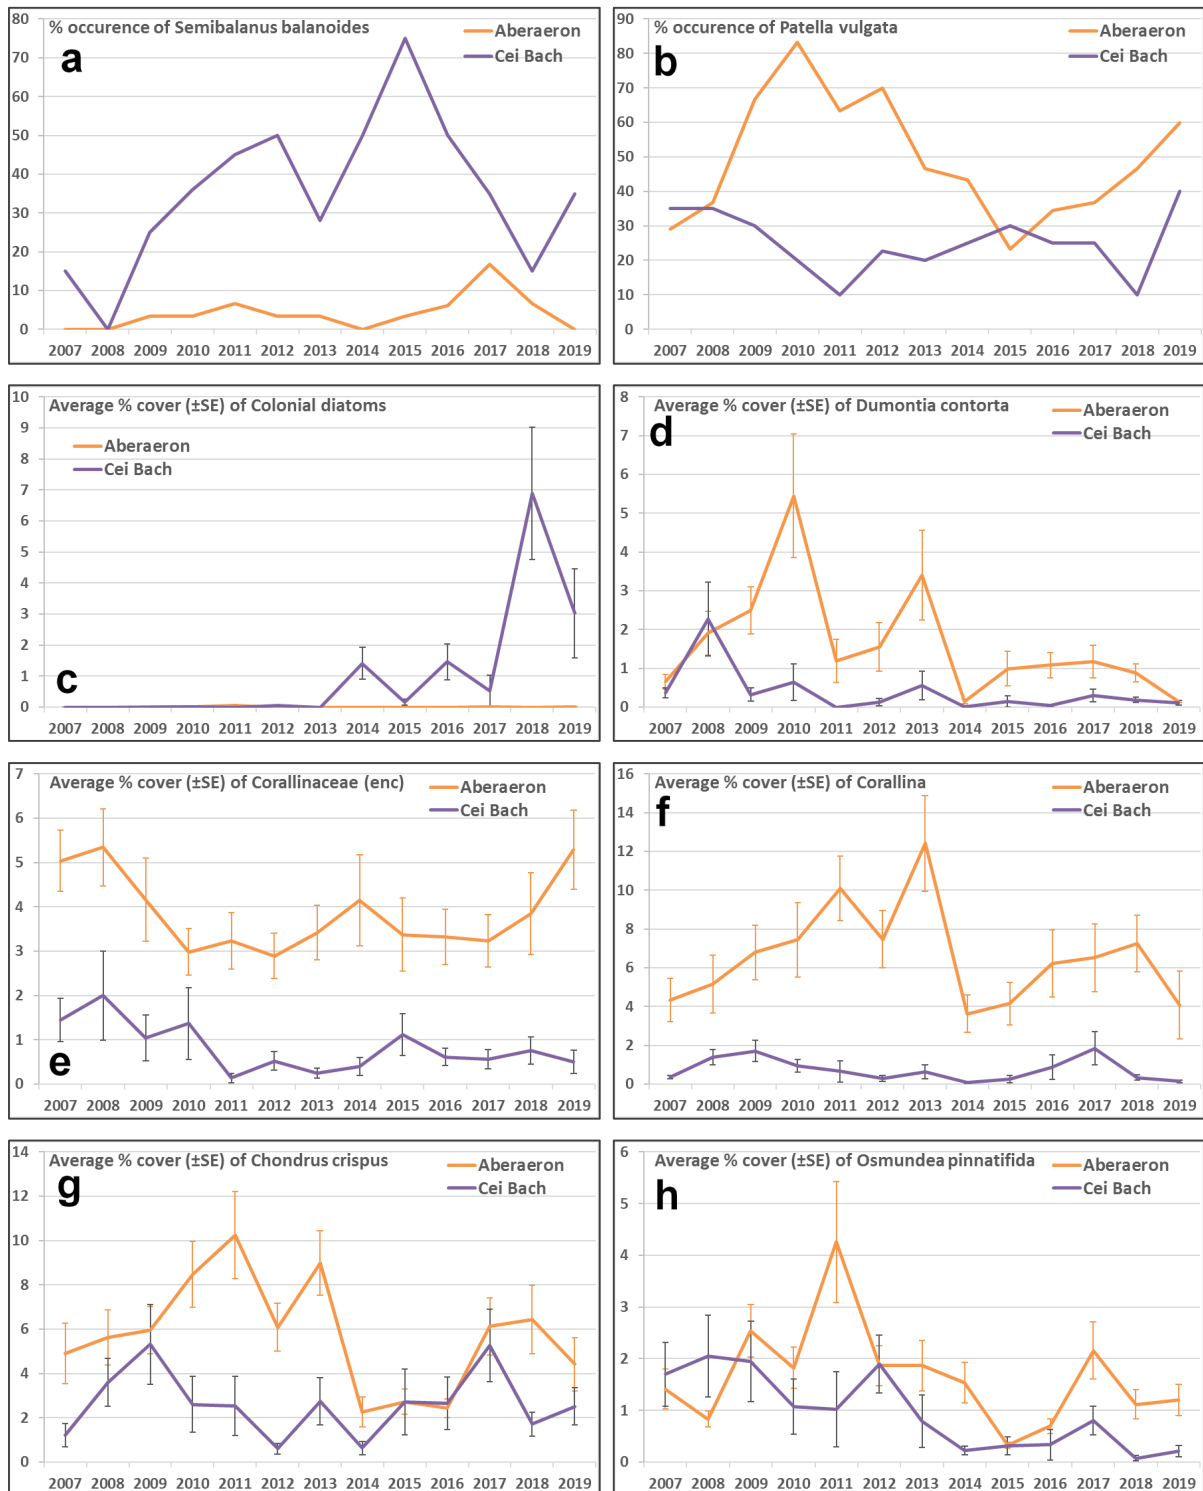 % occurence of Semibalanus balanoides
Aberaeron
Cei Bach
a
80
70
60
50
40
30
20
10
0
2007 2008 2009 2010 2011 2012 2013 2014 2015 2016 2017 2018 2019
% occurence of Patella vulgata
Aberaeron
Cei Bach
b
90
80
70
60
50
40
30
20
10
0
2007 2008 2009 2010 2011 2012 2013 2014 2015 2016 2017 2018 2019
Average % cover (±SE) of Colonial diatoms
Aberaeron
Cei Bach
c
10
9
8
7
6
5
4
3
2
1
0
2007 2008 2009 2010 2011 2012 2013 2014 2015 2016 2017 2018 2019
Average % cover (±SE) of Dumontia contorta
Aberaeron
Cei Bach
d
8
7
6
5
4
3
2
1
0
2007 2008 2009 2010 2011 2012 2013 2014 2015 2016 2017 2018 2019
Average % cover (±SE) of Corallinaceae (enc)
Aberaeron
Cei Bach
e
7
6
5
4
3
2
1
0
2007 2008 2009 2010 2011 2012 2013 2014 2015 2016 2017 2018 2019
Average % cover (±SE) of Corallina
Aberaeron
Cei Bach
f
16
14
12
10
8
6
4
2
0
2007 2008 2009 2010 2011 2012 2013 2014 2015 2016 2017 2018 2019
Average % cover (±SE) of Chondrus crispus
Aberaeron
Cei Bach
g
14
12
10
8
6
4
2
0
2007 2008 2009 2010 2011 2012 2013 2014 2015 2016 2017 2018 2019
Average % cover (±SE) of Osmundea pinnatifida
Aberaeron
Cei Bach
h
6
5
4
3
2
1
0
2007 2008 2009 2010 2011 2012 2013 2014 2015 2016 2017 2018 2019